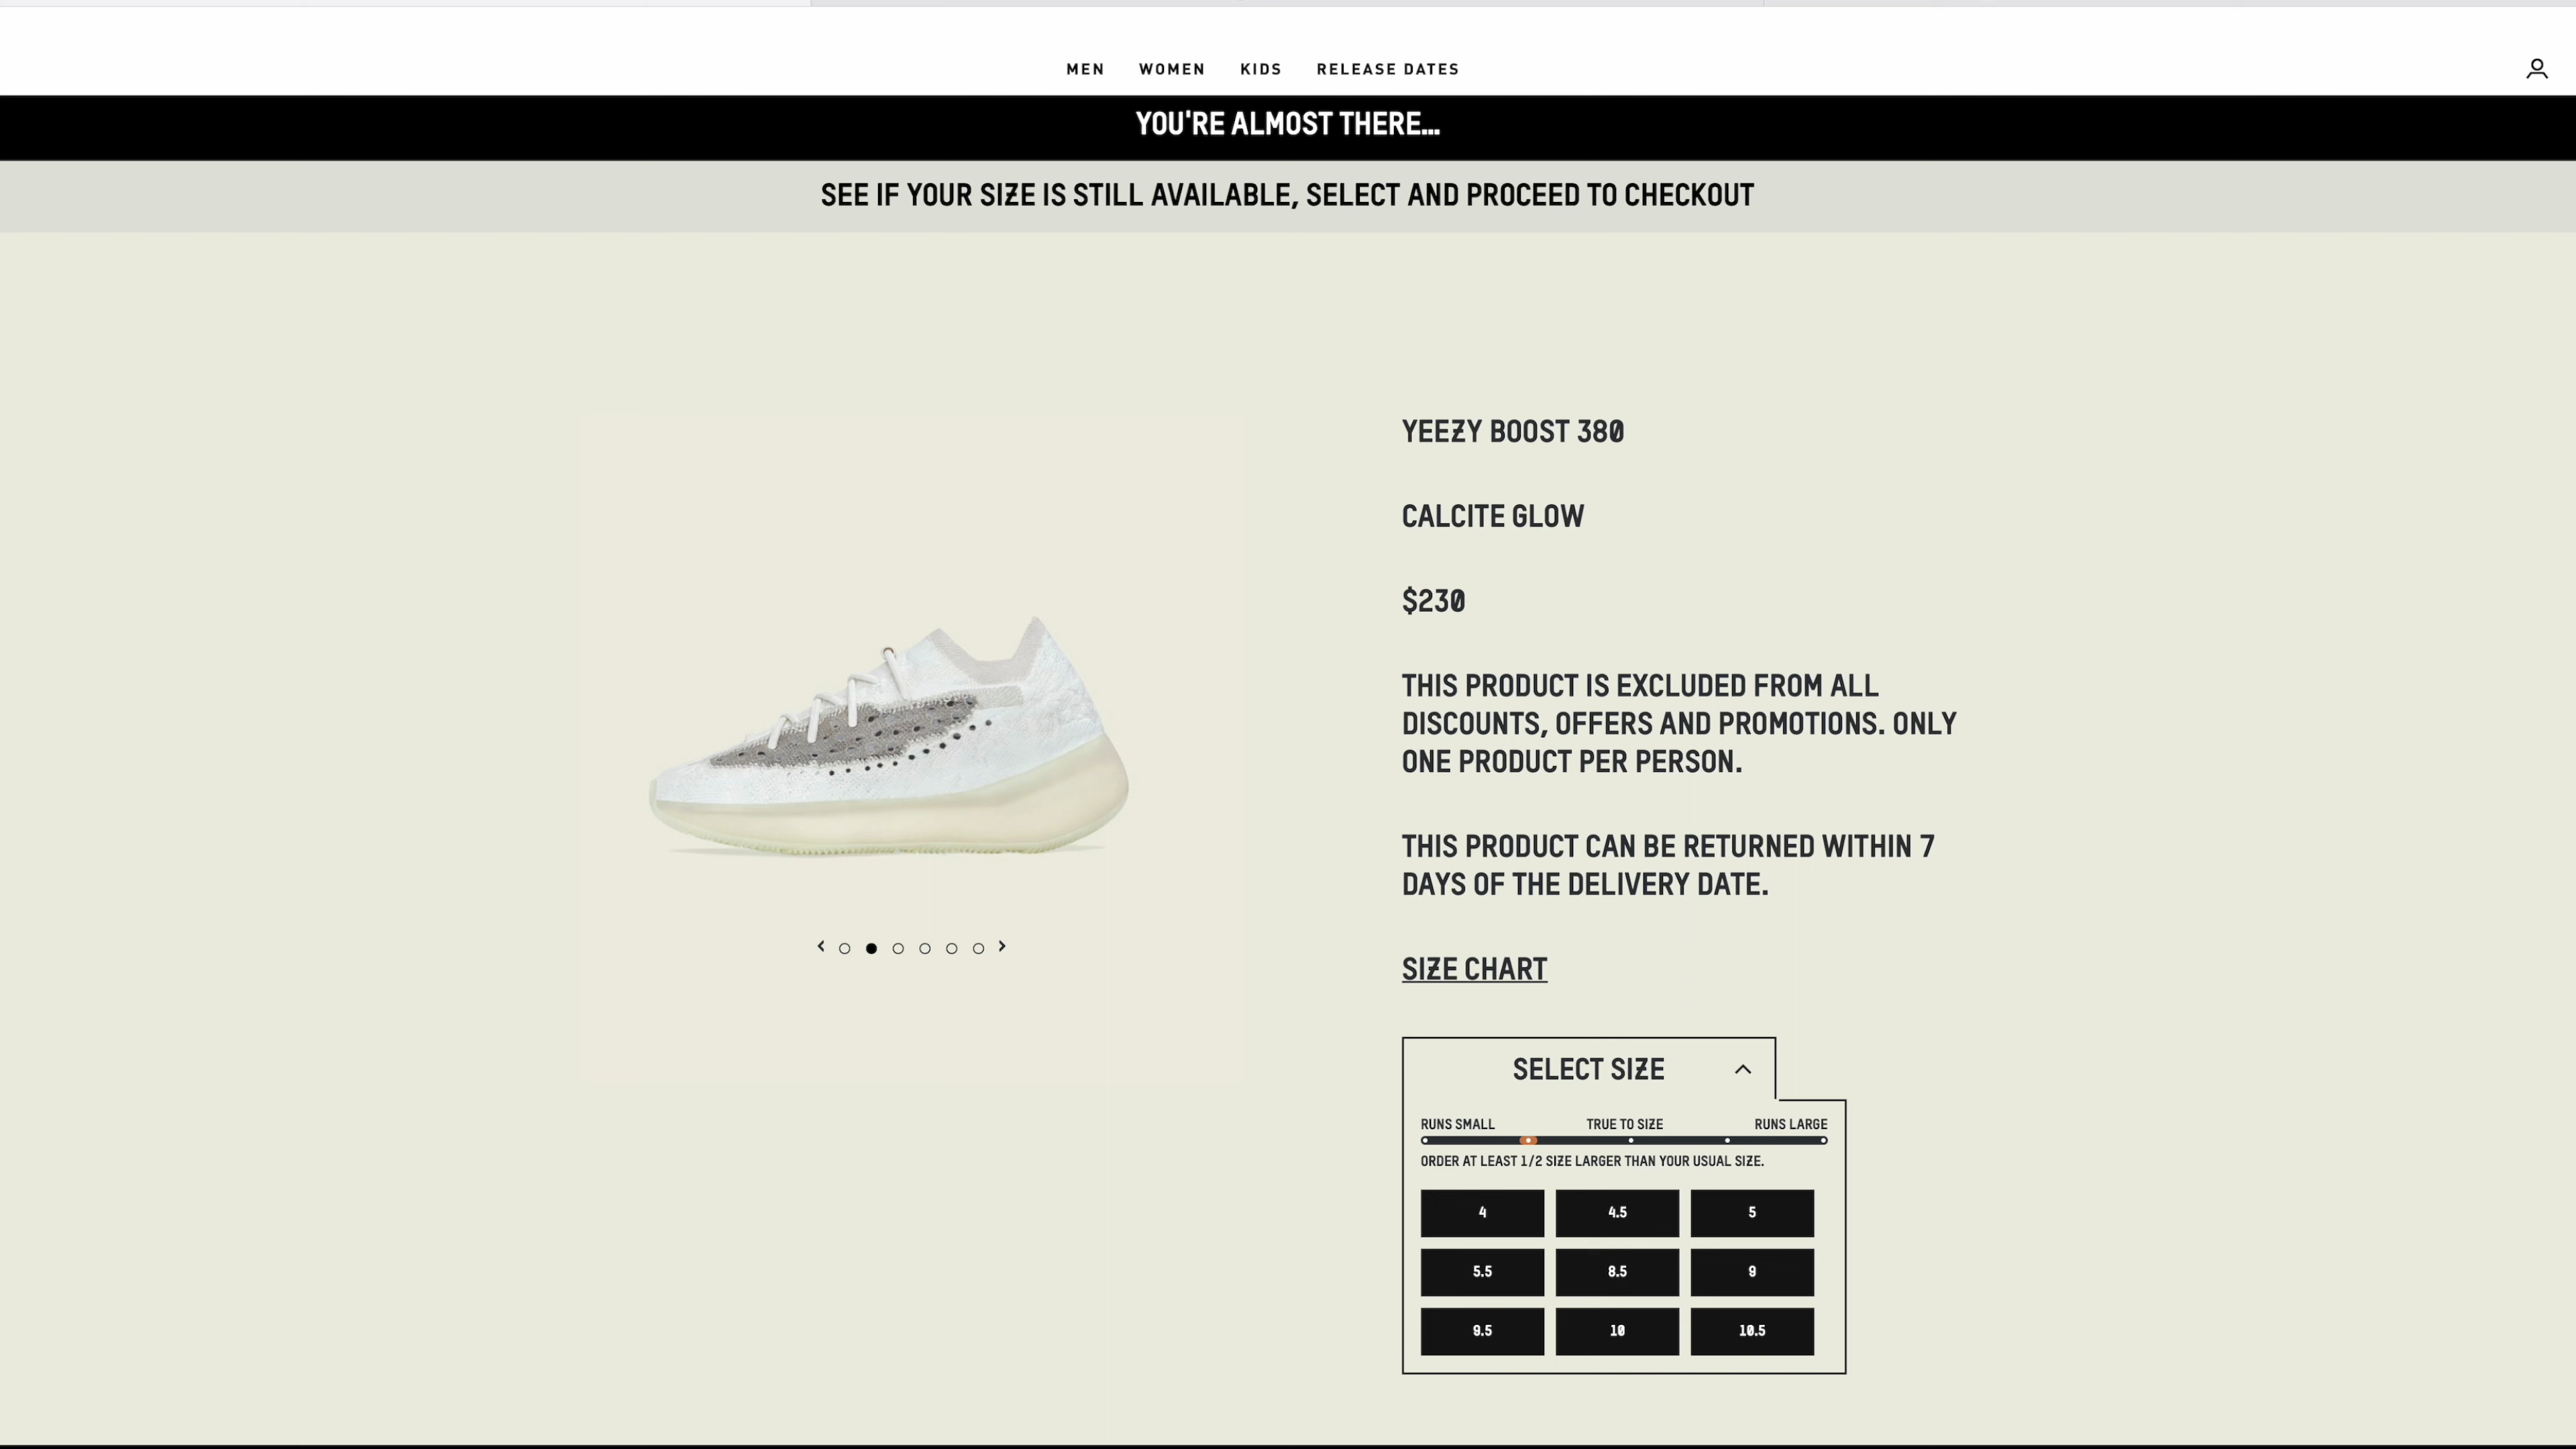 MEN WOMEN KIDS RELEASE DATES
YOU'RE ALMOST THERE...
SEE IF YOUR SIZE IS STILL AVAILABLE, SELECT AND PROCEED TO CHECKOUT
YEEZY BOOST 380
CALCITE GLOW
$230
THIS PRODUCT IS EXCLUDED FROM ALL
DISCOUNTS, OFFERS AND PROMOTIONS. ONLY
ONE PRODUCT PER PERSON.
THIS PRODUCT CAN BE RETURNED WITHIN 7
DAYS OF THE DELIVERY DATE.
SIZE CHART
SELECT SIZE
RUNS SMALL TRUE TO SIZE RUNS LARGE
ORDER AT LEAST 1/2 SIZE LARGER THAN YOUR USUAL SIZE.
4 4.5 5
5.5 8.5 9
9.5 10 10.5